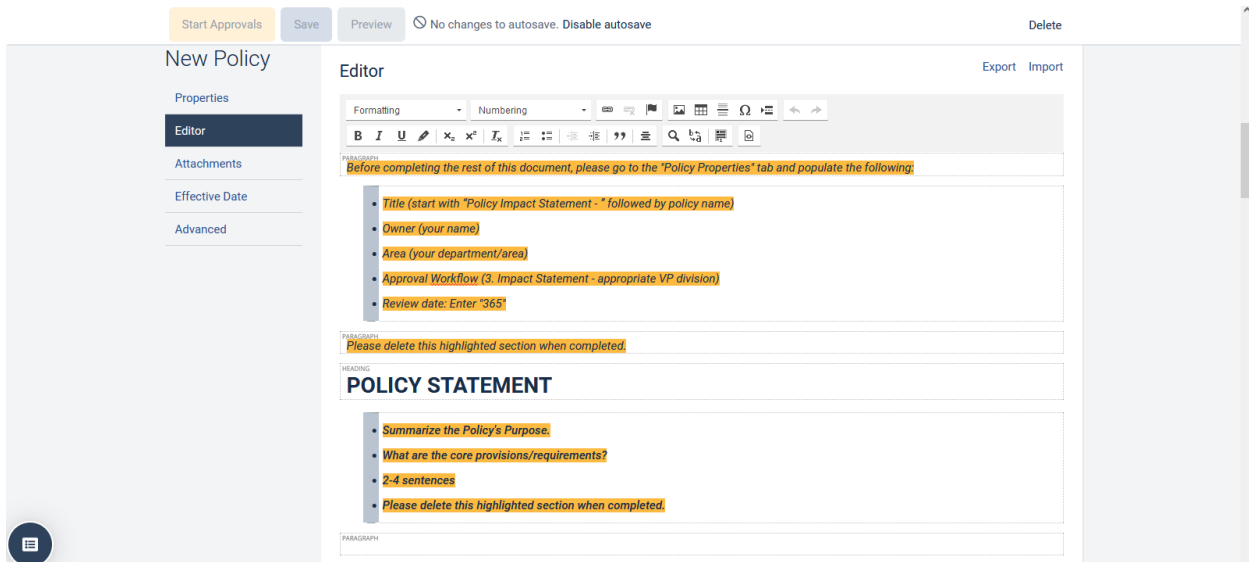 Start Approvals
Save
Preview
No changes to autosave. Disable autosave
Delete
New Policy
Properties
Editor
Attachments
Effective Date
Advanced
Editor
Export Import
Formatting
Numbering
PARAGRAPH
Before completing the rest of this document, please go to the "Policy Properties" tab and populate the following:
• Title (start with “Policy Impact Statement - ” followed by policy name)
• Owner (your name)
• Area (your department/area)
• Approval Workflow (3. Impact Statement - appropriate VP division)
• Review date: Enter "365"
PARAGRAPH
Please delete this highlighted section when completed.
HEADING
POLICY STATEMENT
• Summarize the Policy's Purpose.
• What are the core provisions/requirements?
• 2-4 sentences
• Please delete this highlighted section when completed.
PARAGRAPH